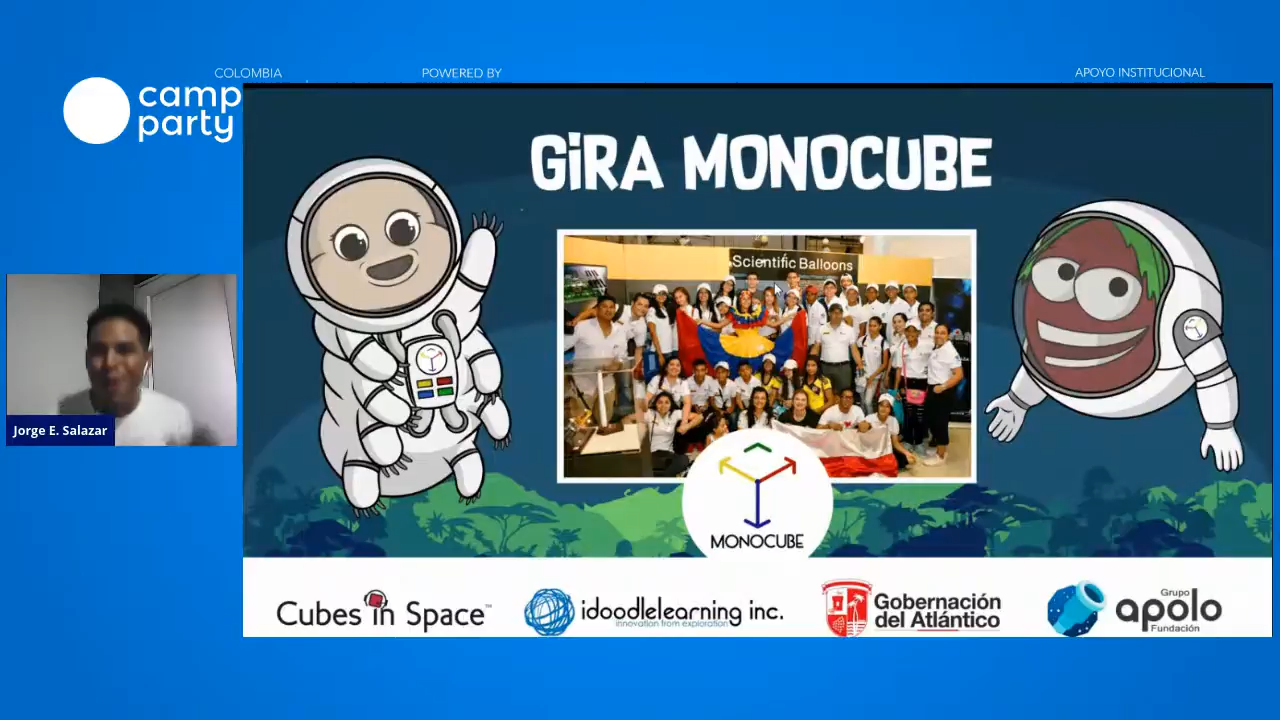 COLOMBIA
POWERED BY
APOYO INSTITUCIONAL
camp
party
GiRA MONOCUBE
Scientific Balloons
Jorge E. Salazar
MONOCUBE
Cubes in Space™
idoodlelearning inc.
innovation from exploration
Gobernación
del Atlántico
Grupo
apolo
Fundación